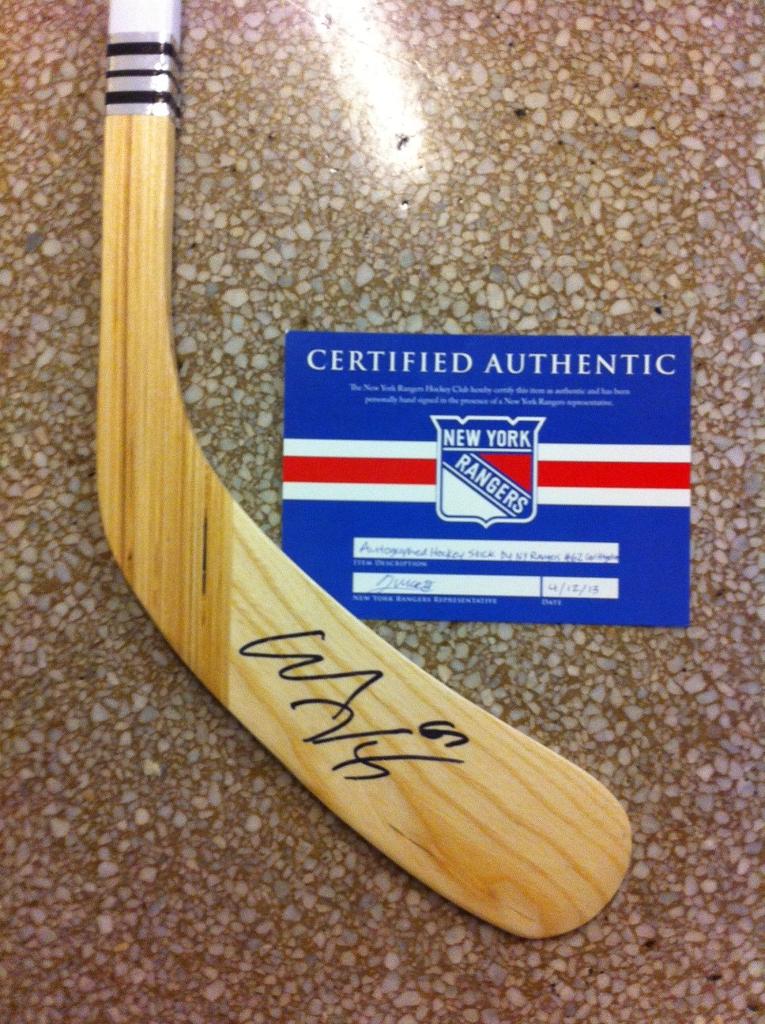 CERTIFIED AUTHENTIC
The New York Rangers Hockey Club hereby certify this item as authentic and has been
personally hand signed in the presence of a New York Rangers representative.
NEW YORK
RANGERS
Autographed Hockey Stick by NY Rangers #62 Carl Hagelin
ITEM DESCRIPTION
4/12/13
NEW YORK RANGERS REPRESENTATIVE DATE